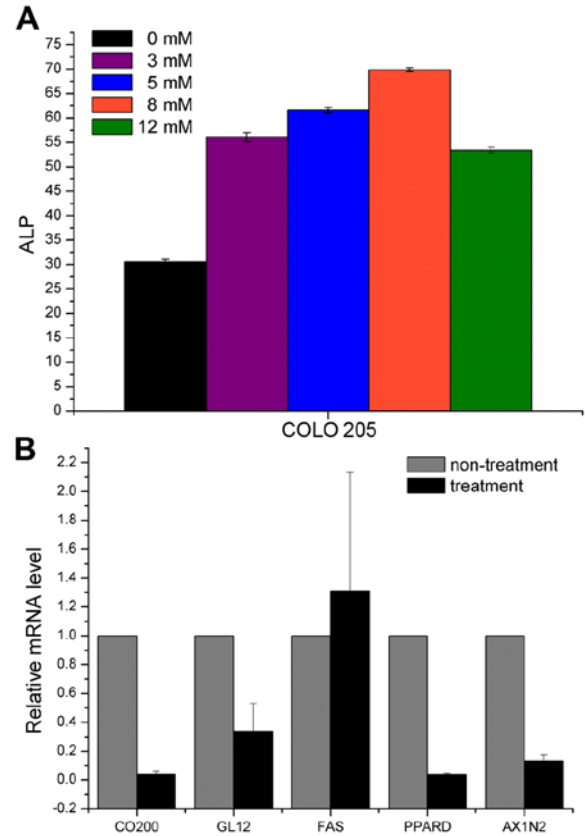 A
0 mM
3 mM
5 mM
8 mM
12 mM
75
70
65
60
55
50
45
40
35
30
25
20
15
10
5
0
ALP
COLO 205
B
2.2
2.0
1.8
1.6
1.4
1.2
1.0
0.8
0.6
0.4
0.2
0.0
-0.2
Relative mRNA level
non-treatment
treatment
CO200
GL12
FAS
PPARD
AX1N2